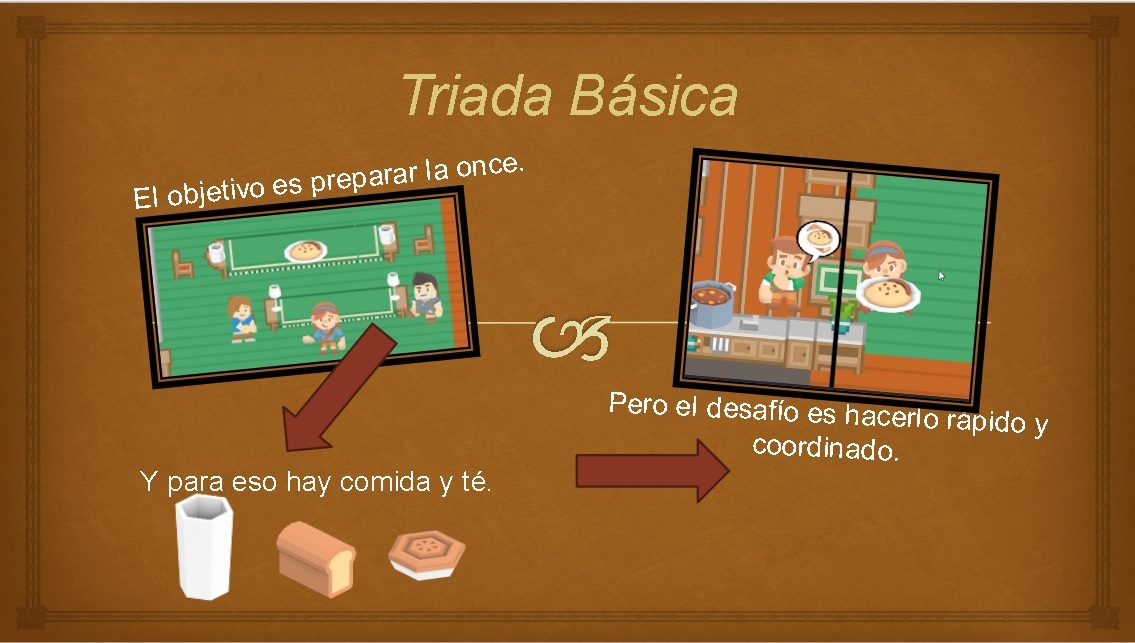 Triada Básica
El objetivo es preparar la once.
Pero el desafío es hacerlo rápido y
coordinado.
Y para eso hay comida y té.